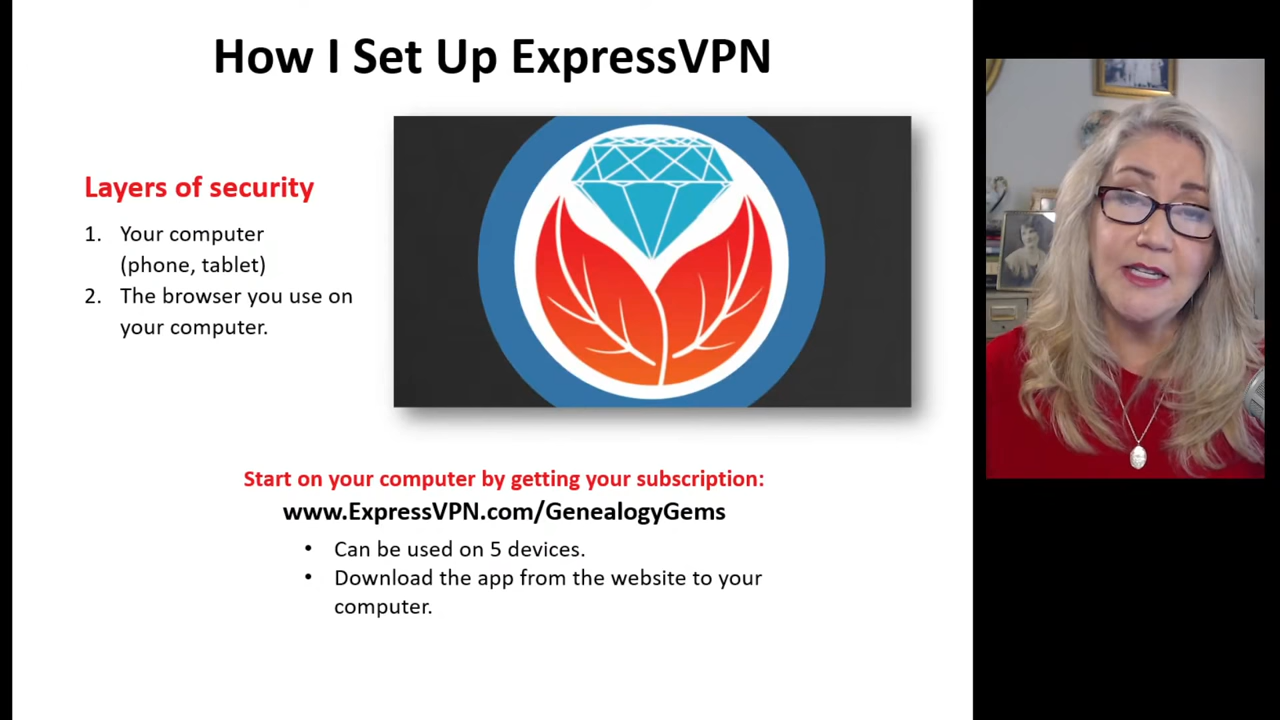 How I Set Up ExpressVPN
Layers of security
1. Your computer
(phone, tablet)
2. The browser you use on
your computer.
Start on your computer by getting your subscription:
www.ExpressVPN.com/GenealogyGems
• Can be used on 5 devices.
• Download the app from the website to your
computer.